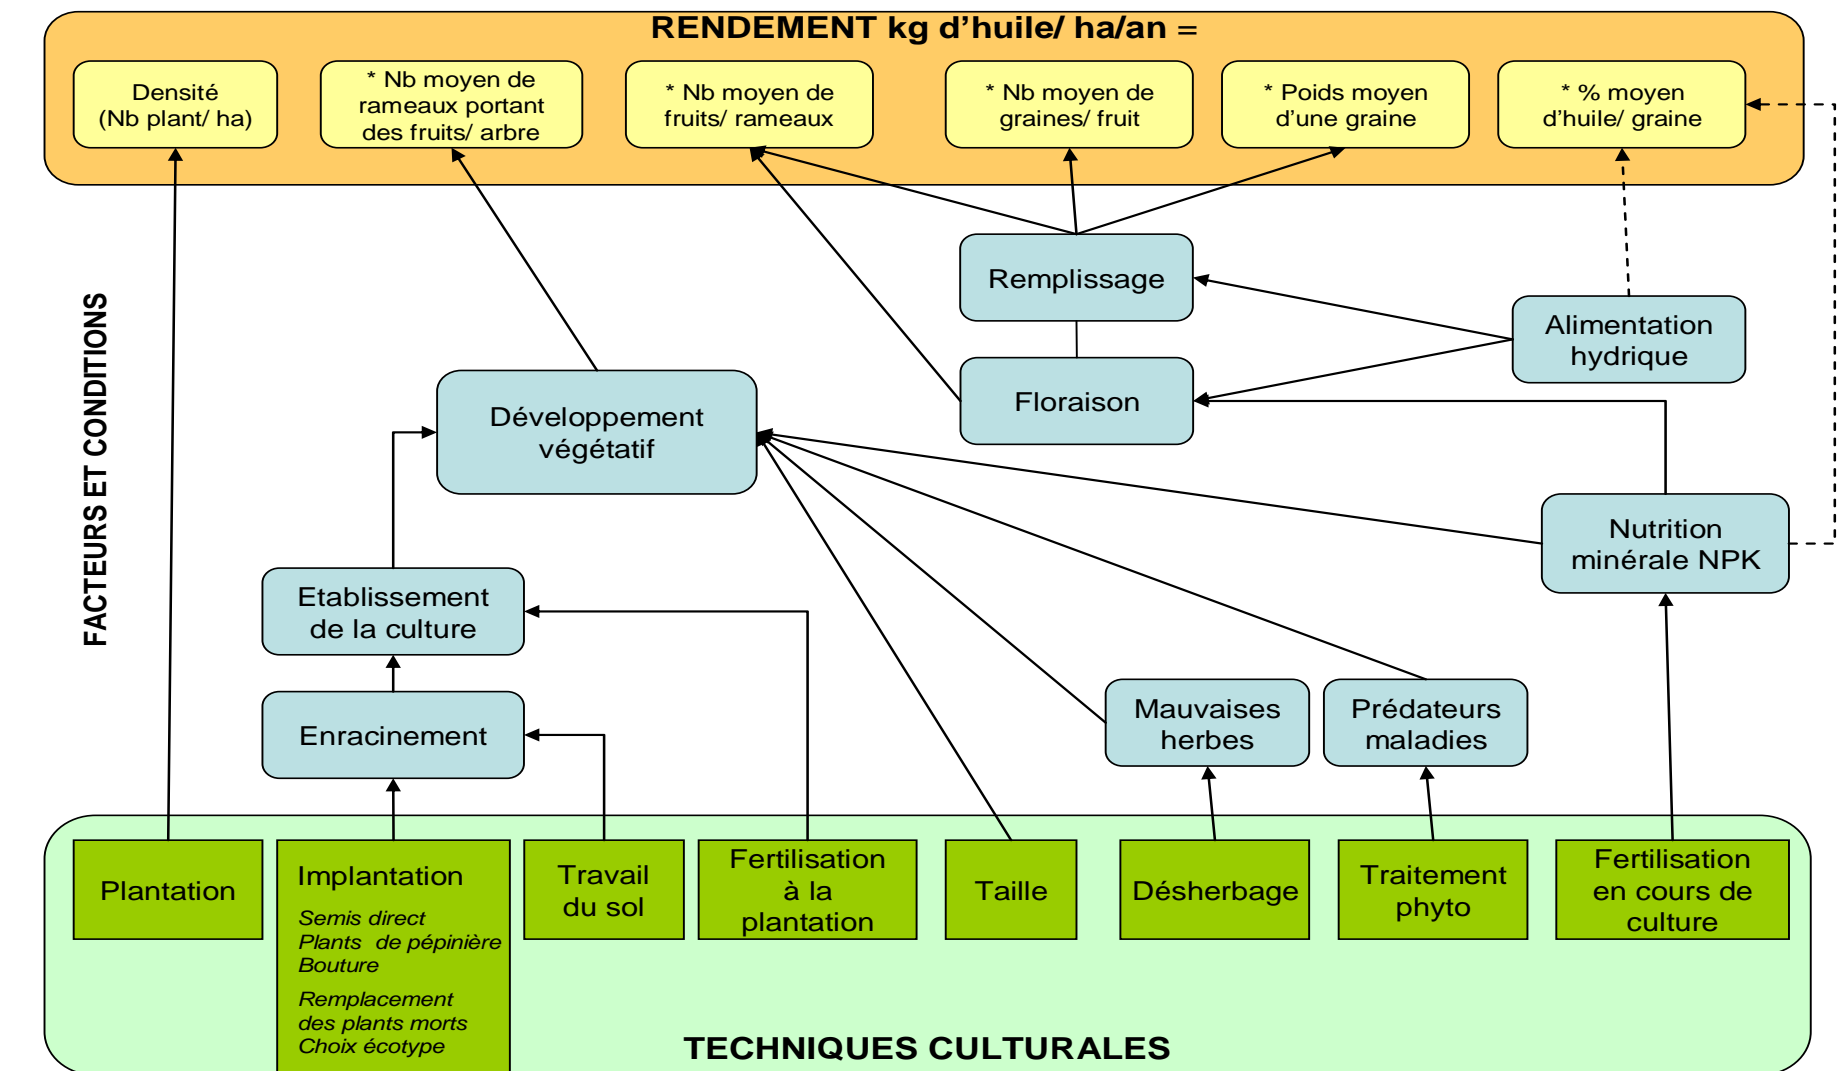 RENDEMENT kg d'huile/ ha/an =
Densité
(Nb plant/ ha)
* Nb moyen de
rameaux portant
des fruits/ arbre
* Nb moyen de
fruits/ rameaux
* Nb moyen de
graines/ fruit
* Poids moyen
d'une graine
* % moyen
d'huile/ graine
FACTEURS ET CONDITIONS
Remplissage
Alimentation
hydrique
Floraison
Développement
végétatif
Nutrition
minérale NPK
Etablissement
de la culture
Enracinement
Mauvaises
herbes
Prédateurs
maladies
Plantation
Implantation
Semis direct
Plants de pépinière
Bouture
Remplacement
des plants morts
Choix écotype
Travail
du sol
Fertilisation
à la
plantation
Taille
Désherbage
Traitement
phyto
Fertilisation
en cours de
culture
TECHNIQUES CULTURALES